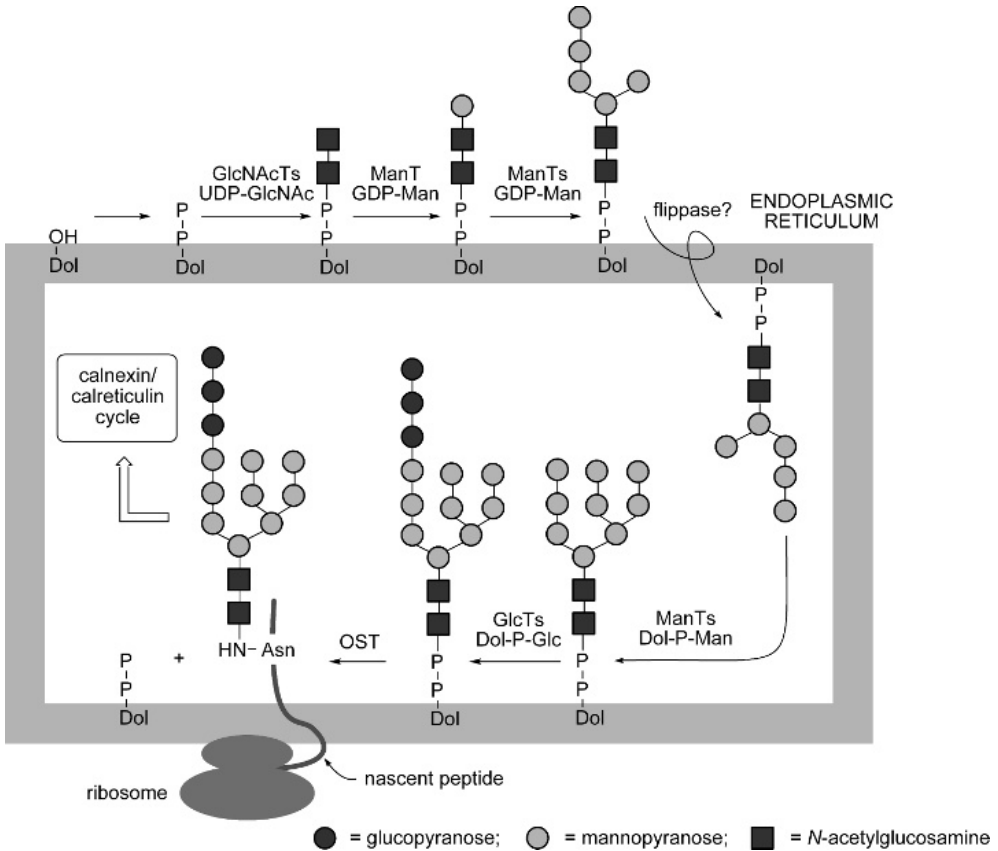 GlcNAcTs
UDP-GlcNAc
ManT
GDP-Man
ManTs
GDP-Man
flippase?
ENDOPLASMIC
RETICULUM
OH
Dol
P
P
Dol
P
P
Dol
P
P
Dol
P
P
Dol
Dol
P
P
calnexin/
calreticulin
cycle
HN– Asn
OST
GlcTs
Dol-P-Glc
ManTs
Dol-P-Man
P
P
Dol
+
P
P
Dol
P
P
Dol
ribosome
nascent peptide
= glucopyranose;
= mannopyranose;
= N-acetylglucosamine